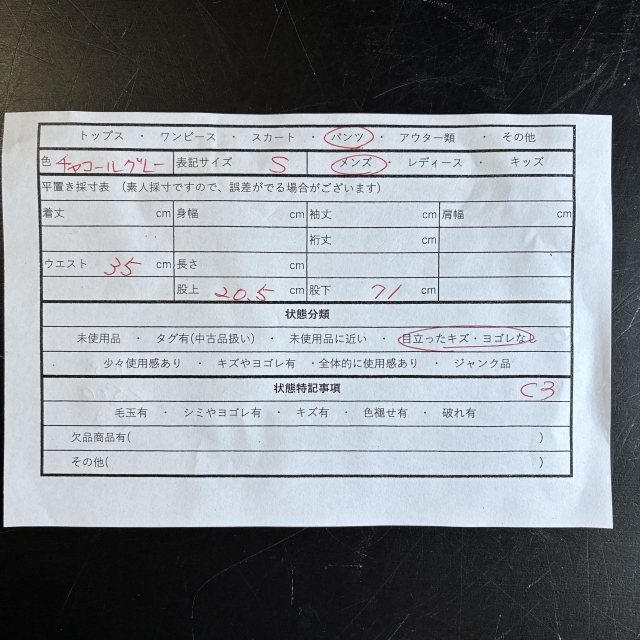 トップス ・ ワンピース ・ スカート ・ パンツ ・ アウター類 ・ その他
色 チャコールグレー 表記サイズ S メンズ ・ レディース ・ キッズ
平置き採寸表 （素人採寸ですので、誤差がでる場合がございます）
着丈 cm 身幅 cm 袖丈 cm 肩幅 cm
裄丈 cm
ウエスト 35 cm 長さ cm
股上 20.5 cm 股下 71 cm
状態分類
未使用品 ・ タグ有(中古品扱い) ・ 未使用に近い ・ 目立ったキズ・ヨゴレなし
少々使用感あり ・ キズやヨゴレ有 ・全体的に使用感あり ・ ジャンク品
状態特記事項 C3
毛玉有 ・ シミやヨゴレ有 ・ キズ有 ・ 色褪せ有 ・ 破れ有
欠品商品有( )
その他( )